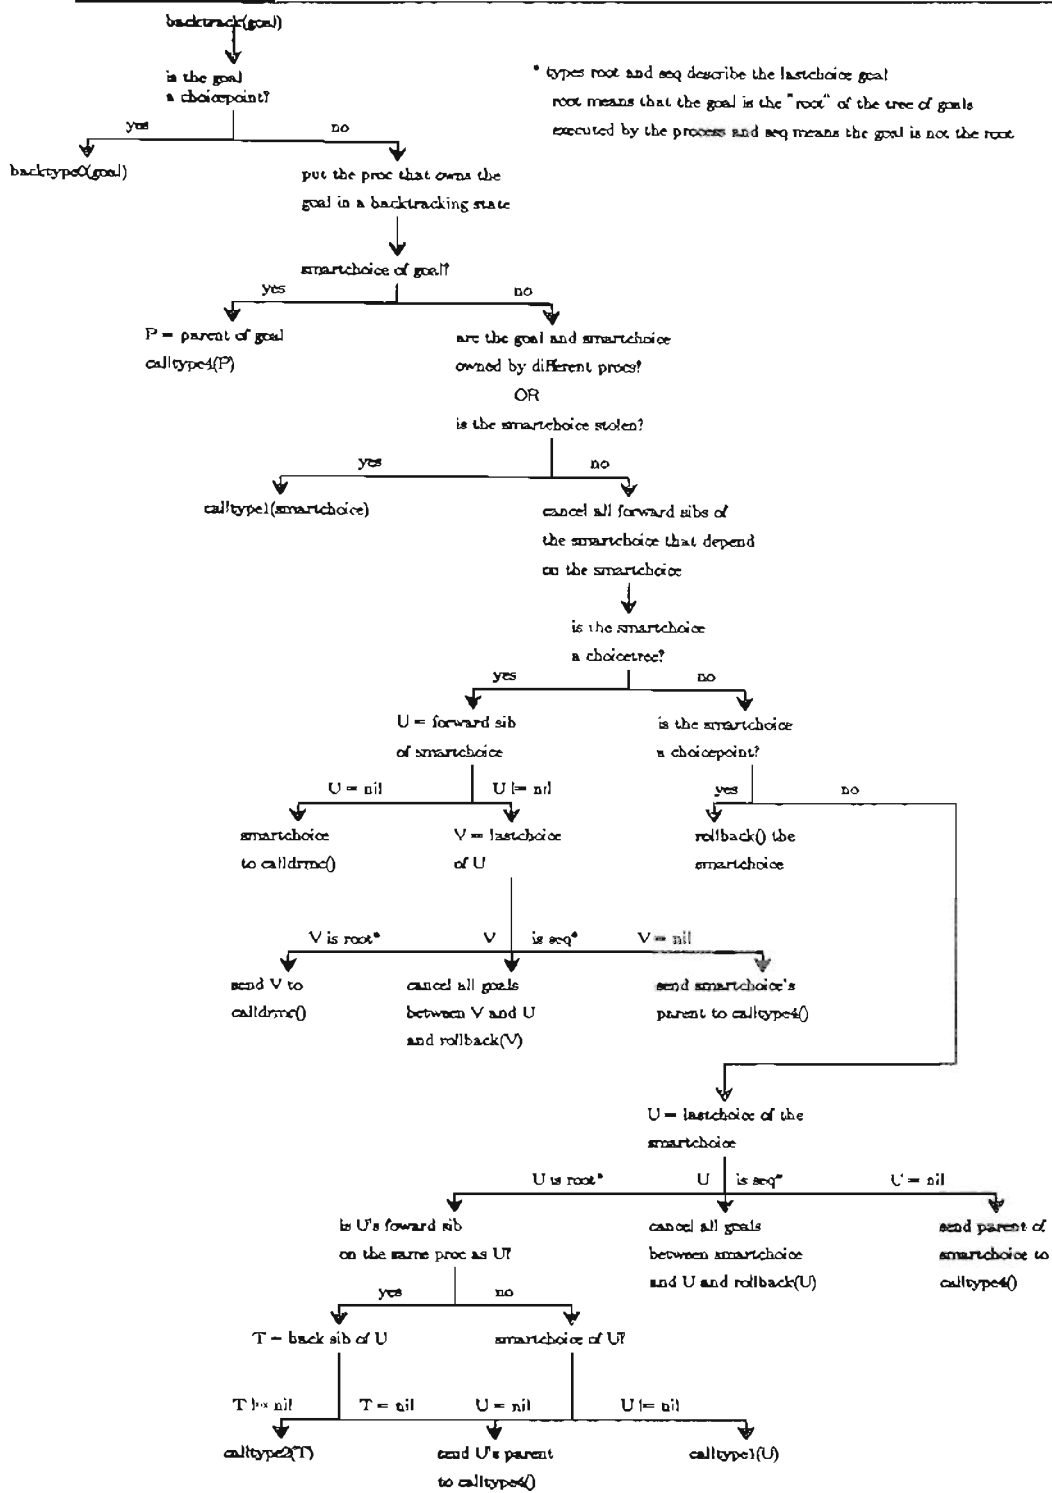 backtrack(goal)
is the goal
a choicepoint?
* types root and seq describe the lastchoice goal
root means that the goal is the "root" of the tree of goals
executed by the process and seq means the goal is not the root
yes
no
backtype0(goal)
put the proc that owns the
goal in a backtracking state
smartchoice of goal?
yes
no
P = parent of goal
calltype4(P)
are the goal and smartchoice
owned by different procs?
OR
is the smartchoice stolen?
yes
no
calltype1(smartchoice)
cancel all forward sibs of
the smartchoice that depend
on the smartchoice
is the smartchoice
a choicetree?
yes
no
U = forward sib
of smartchoice
is the smartchoice
a choicepoint?
U = nil
U != nil
yes
no
smartchoice
to calldrmc()
V = lastchoice
of U
rollback() the
smartchoice
V is root*
V is seq*
V = nil
send V to
calldrmc()
cancel all goals
between V and U
and rollback(V)
send smartchoice's
parent to calltype4()
U = lastchoice of the
smartchoice
U is root*
U is seq*
U = nil
is U's foward sib
on the same proc as U?
cancel all goals
between smartchoice
and U and rollback(U)
send parent of
smartchoice to
calltype4()
yes
no
T = back sib of U
smartchoice of U?
T != nil
T = nil
U = nil
U != nil
calltype2(T)
send U's parent
to calltype4()
calltype1(U)